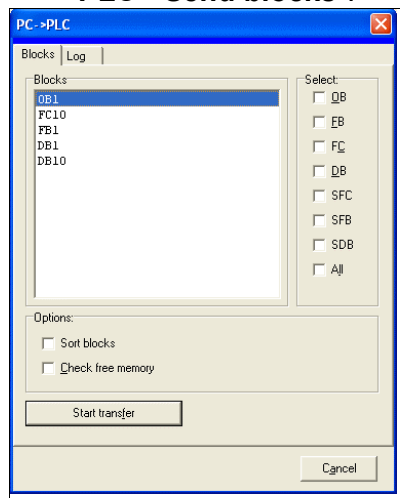 PC->PLC
Blocks
Log
Blocks
OB1
FC10
FB1
DB1
DB10
Select:
OB
FB
FC
DB
SFC
SFB
SDB
All
Options:
Sort blocks
Check free memory
Start transfer
Cancel